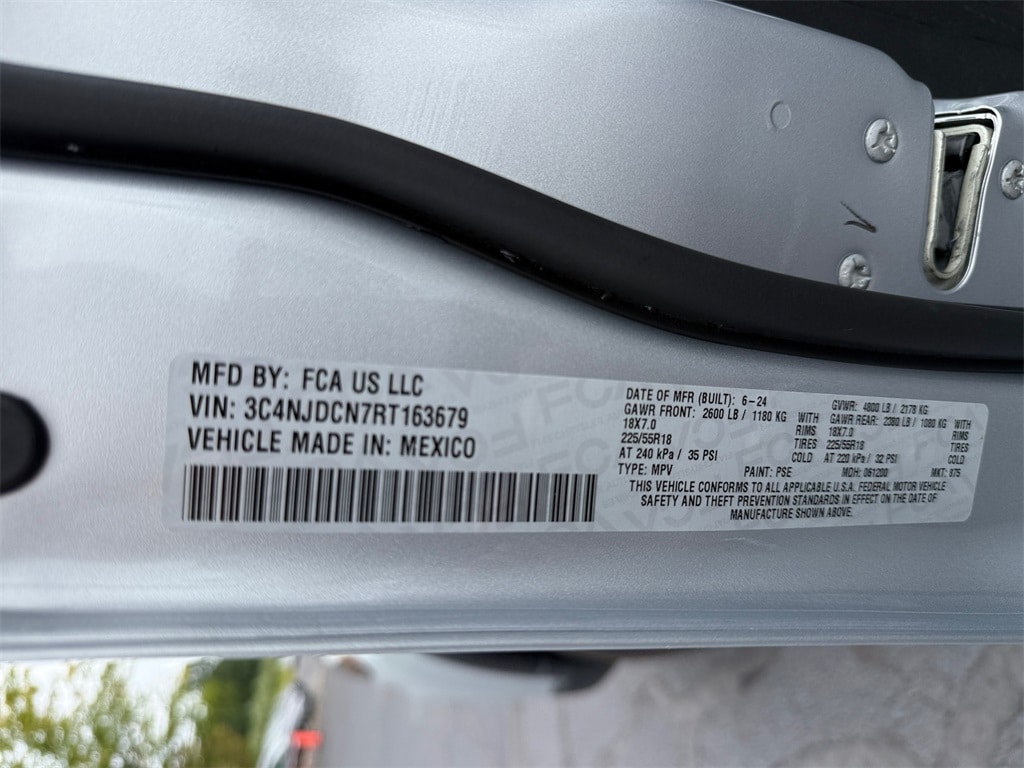 MFD BY: FCA US LLC
VIN: 3C4NJDCN7RT163679
VEHICLE MADE IN: MEXICO
DATE OF MFR (BUILT): 6-24
GVWR: 4800 LB / 2178 KG
GAWR FRONT: 2600 LB / 1180 KG WITH
18X7.0 RIMS
225/55R18 TIRES
AT 240 kPa / 35 PSI COLD
GAWR REAR: 2380 LB / 1080 KG WITH
18X7.0 RIMS
225/55R18 TIRES
AT 220 kPa / 32 PSI COLD
TYPE: MPV PAINT: PSE MDH: 061200 MKT: 875
THIS VEHICLE CONFORMS TO ALL APPLICABLE U.S.A. FEDERAL MOTOR VEHICLE
SAFETY AND THEFT PREVENTION STANDARDS IN EFFECT ON THE DATE OF
MANUFACTURE SHOWN ABOVE.